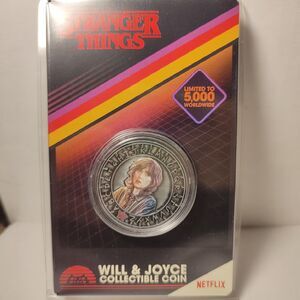 STRANGER
THINGS
LIMITED TO
5,000
WORLDWIDE
WILL & JOYCE
COLLECTIBLE COIN
NETFLIX